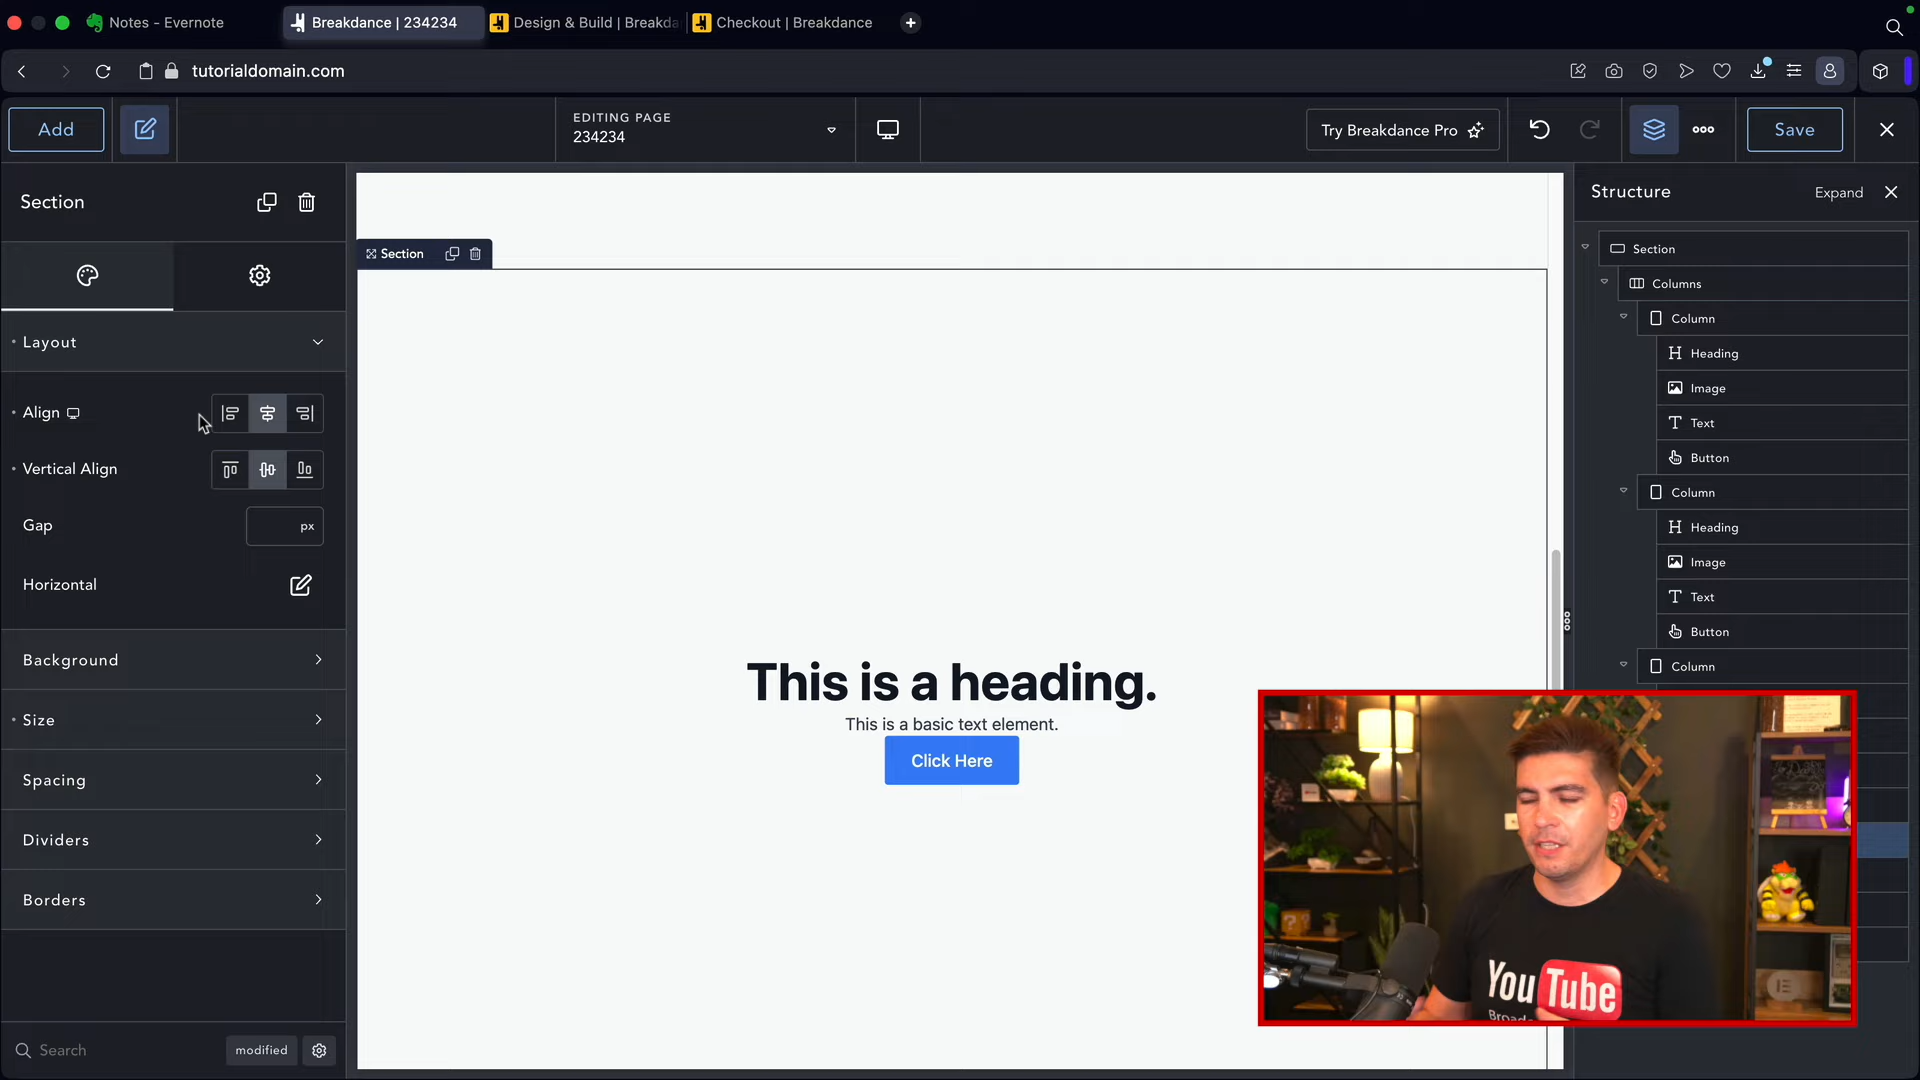 Notes - Evernote
Breakdance | 234234
Design & Build | Breakda
Checkout | Breakdance
tutorialdomain.com
Add
EDITING PAGE
234234
Try Breakdance Pro
Save
Section
Layout
Align
Vertical Align
Gap
px
Horizontal
Background
Size
Spacing
Dividers
Borders
Search
modified
Section
This is a heading.
This is a basic text element.
Click Here
Structure
Expand
Section
Columns
Column
Heading
Image
Text
Button
Column
Heading
Image
Text
Button
Column
YouTube